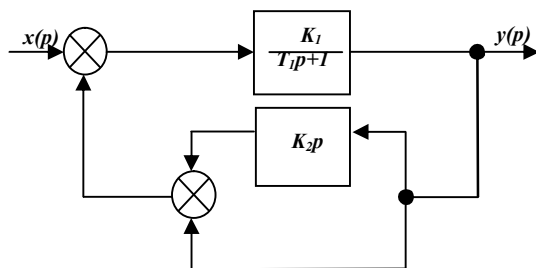 x(p)
K₁
y(p)
T₁p+1
K₂p